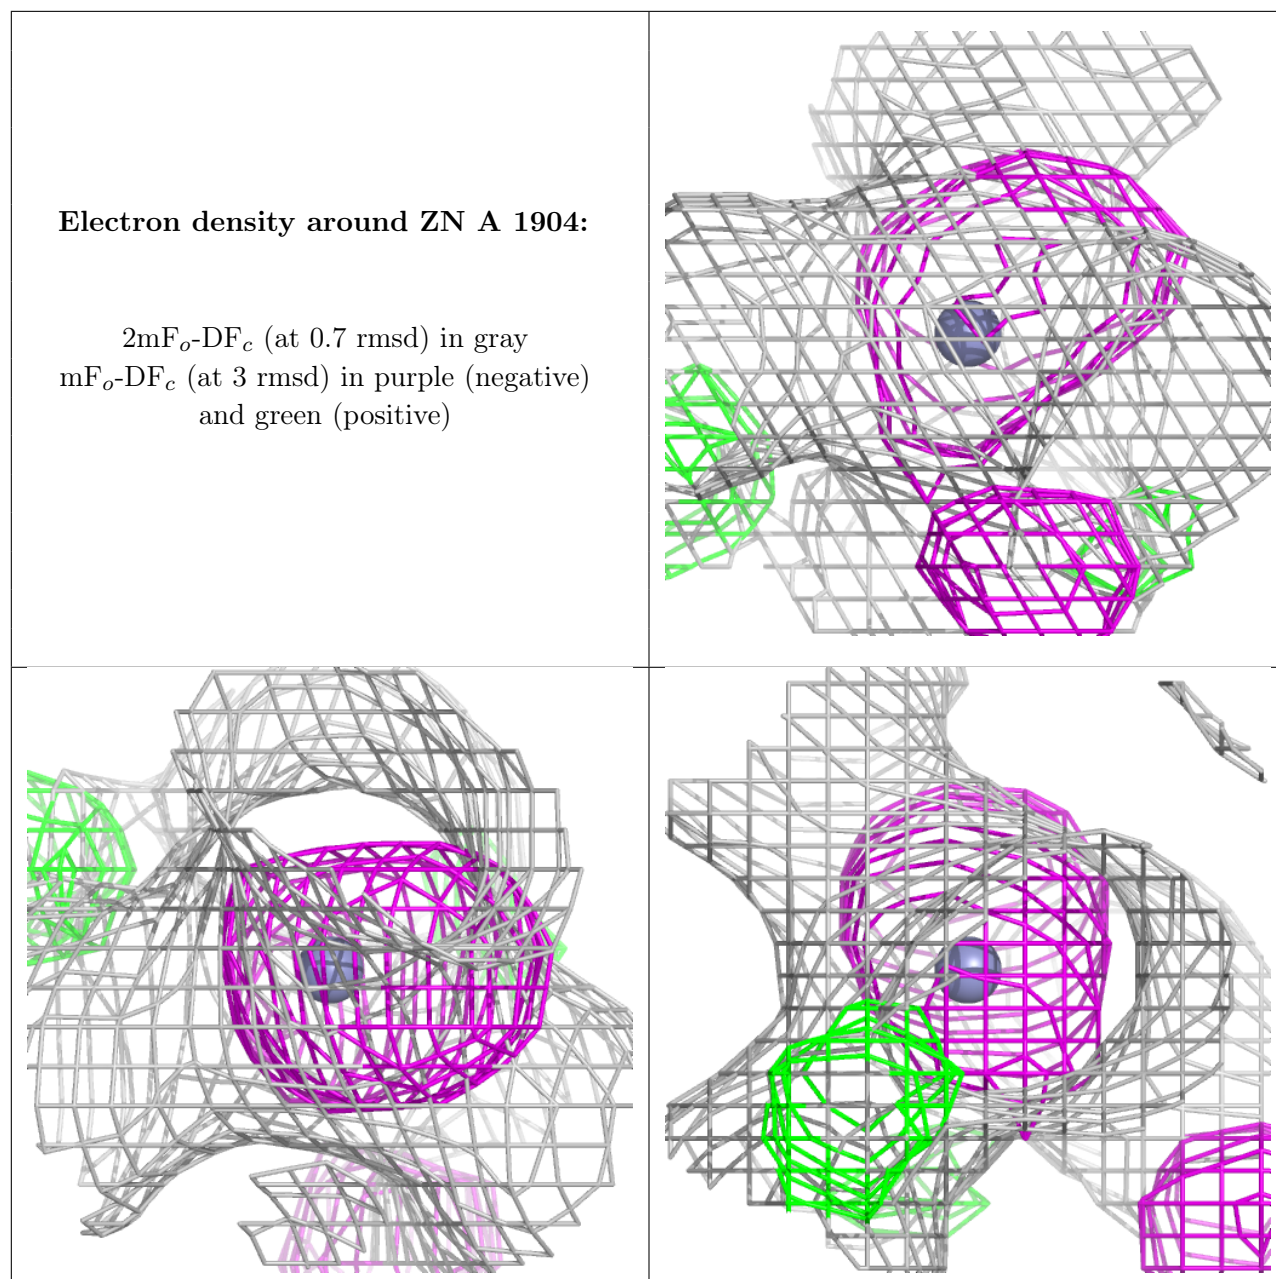 Electron density around ZN A 1904:
2mFo-DFc (at 0.7 rmsd) in gray
mFo-DFc (at 3 rmsd) in purple (negative)
and green (positive)